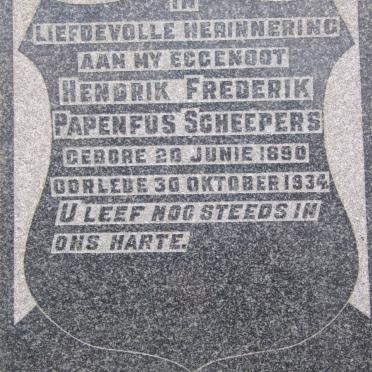 IN
LIEFDEVOLLE HERINNERING
AAN MY EGGENOOT
HENDRIK FREDERIK
PAPENFUS SCHEEPERS
GEBORE 20 JUNIE 1890
OORLEDE 30 OKTOBER 1934.
U LEEF NOG STEEDS IN
ONS HARTE.